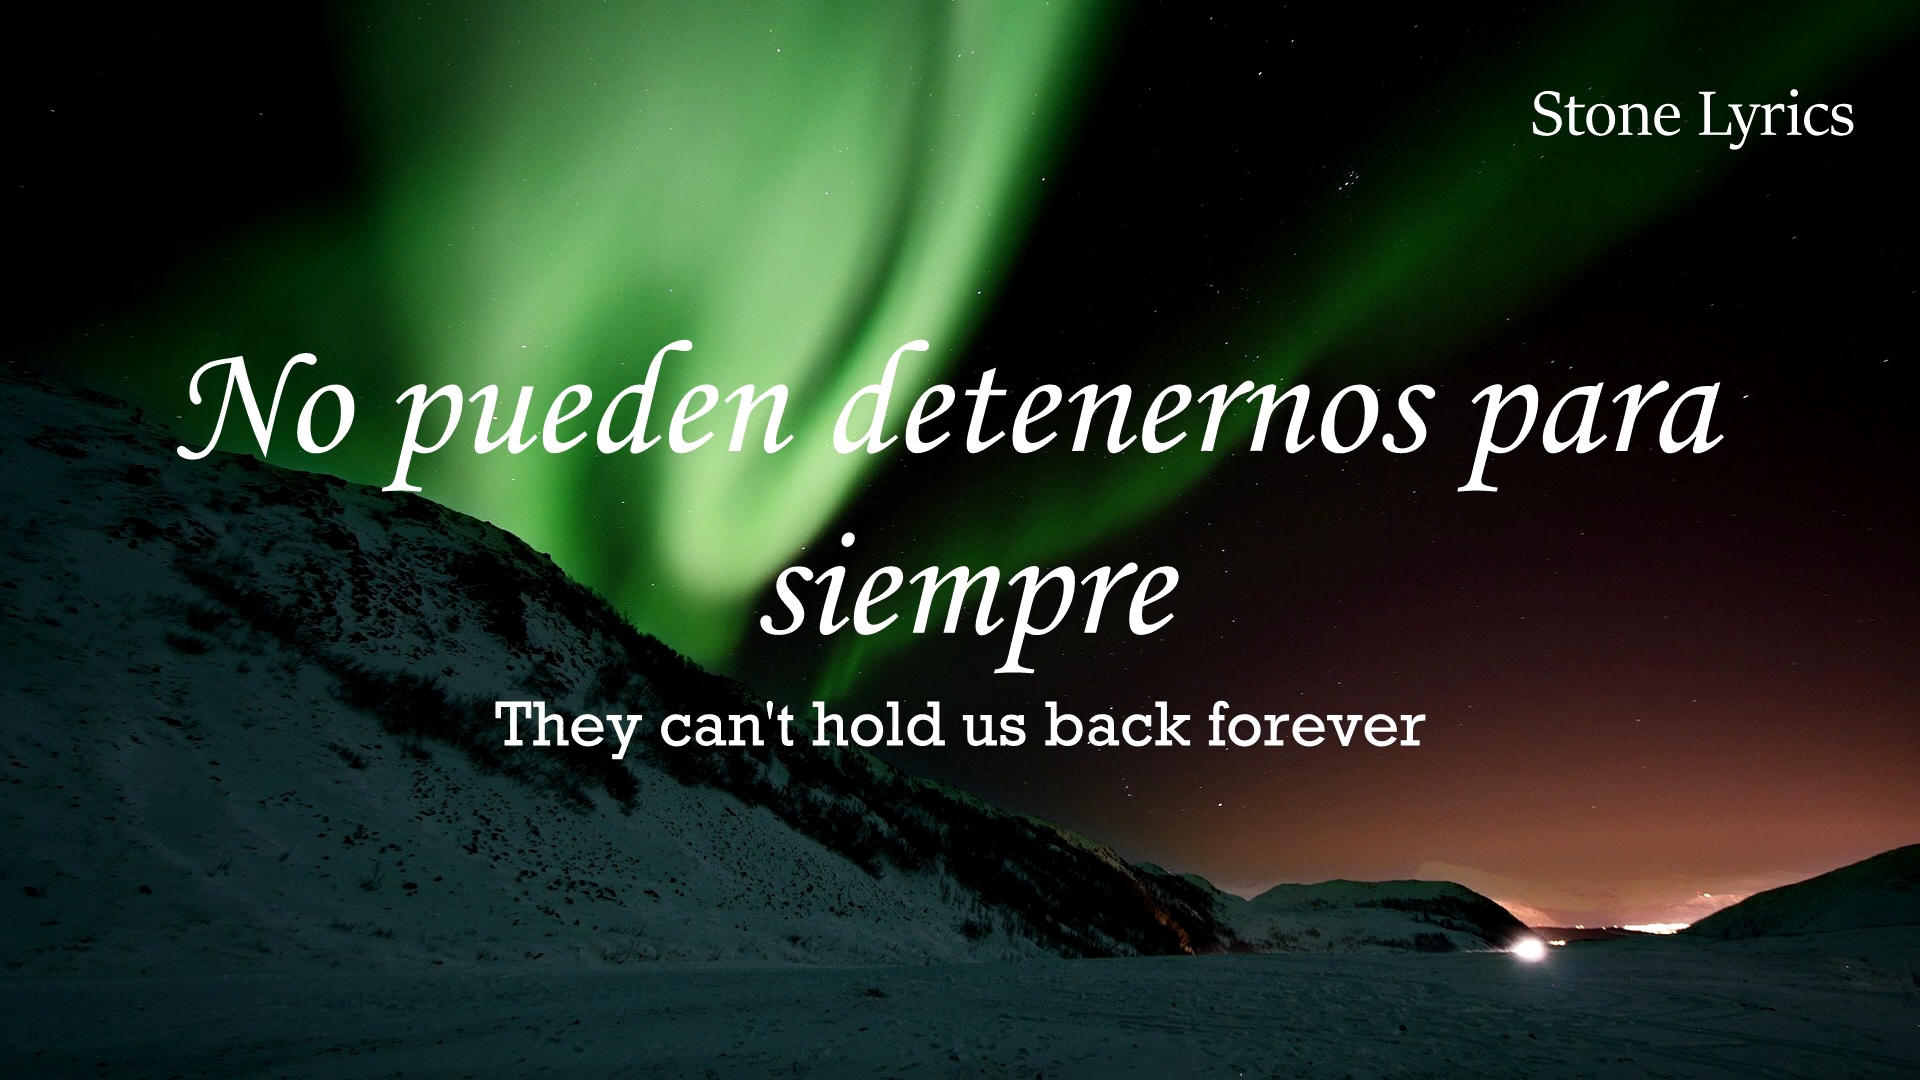 Stone Lyrics
No pueden detenernos para
siempre
They can't hold us back forever